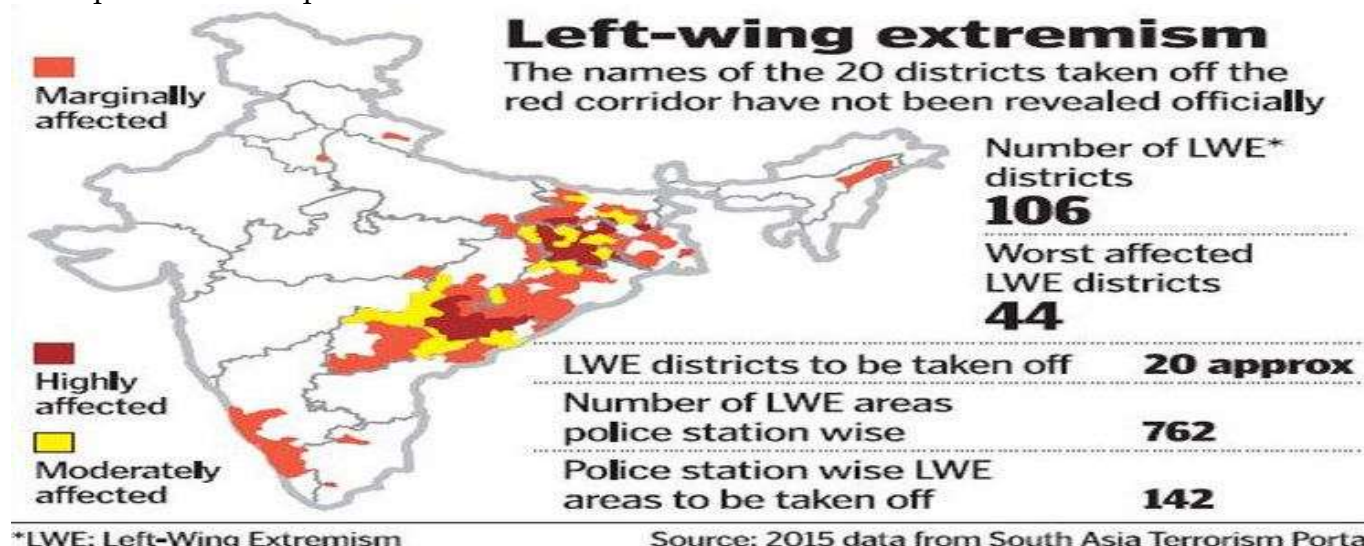 Left-wing extremism
The names of the 20 districts taken off the
red corridor have not been revealed officially
Marginally
affected
Number of LWE*
districts
106
Worst affected
LWE districts
44
Highly
affected
Moderately
affected
LWE districts to be taken off 20 approx
Number of LWE areas
police station wise 762
Police station wise LWE
areas to be taken off 142
*LWE: Left-Wing Extremism Source: 2015 data from South Asia Terrorism Porta